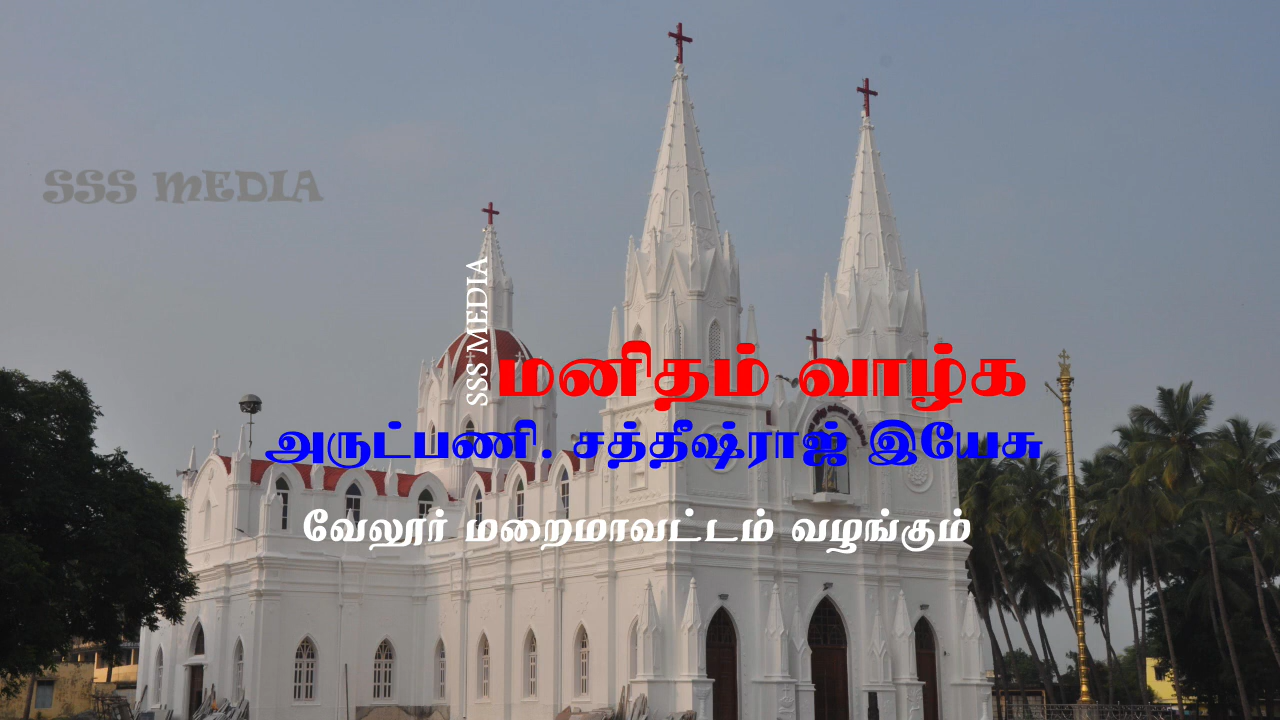 SSS MEDIA
SSS MEDIA
மனிதம் வாழ்க
அருட்பணி. சத்தீஷ்ராஜ் இயேசு
வேலூர் மறைமாவட்டம் வழங்கும்